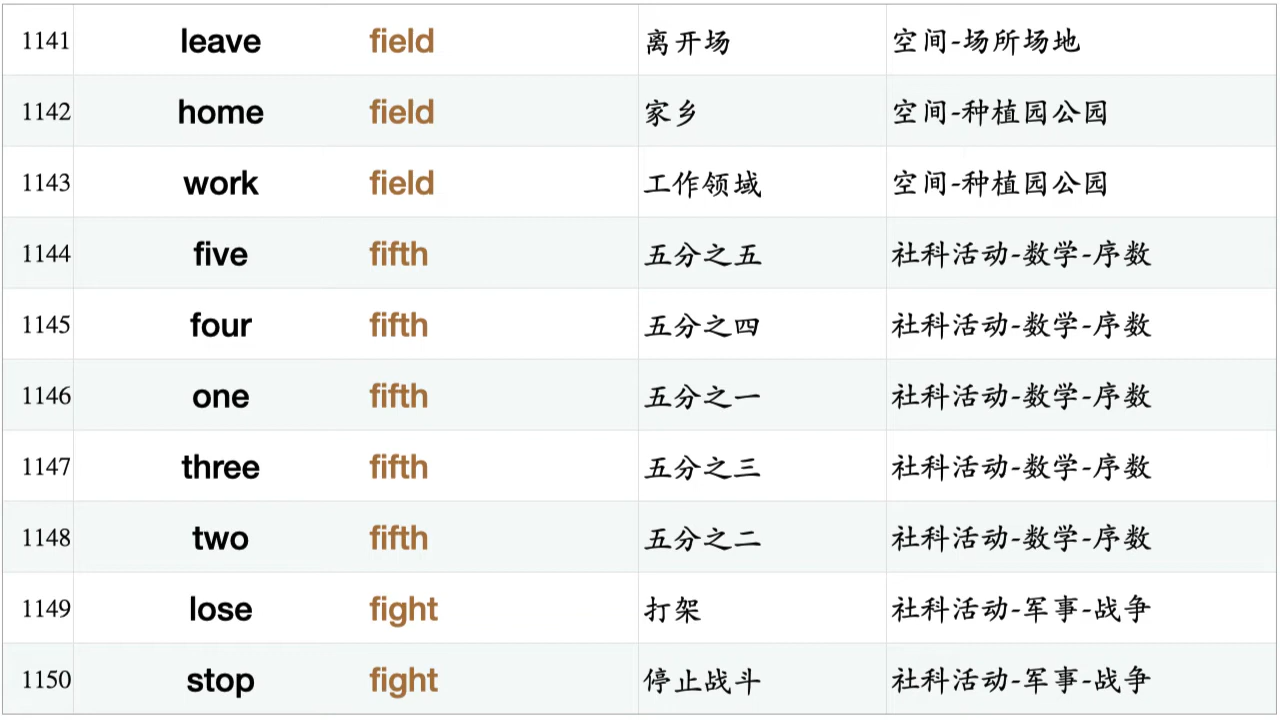 1141 leave field 离开场 空间-场所场地
1142 home field 家乡 空间-种植园公园
1143 work field 工作领域 空间-种植园公园
1144 five fifth 五分之五 社科活动-数学-序数
1145 four fifth 五分之四 社科活动-数学-序数
1146 one fifth 五分之一 社科活动-数学-序数
1147 three fifth 五分之三 社科活动-数学-序数
1148 two fifth 五分之二 社科活动-数学-序数
1149 lose fight 打架 社科活动-军事-战争
1150 stop fight 停止战斗 社科活动-军事-战争